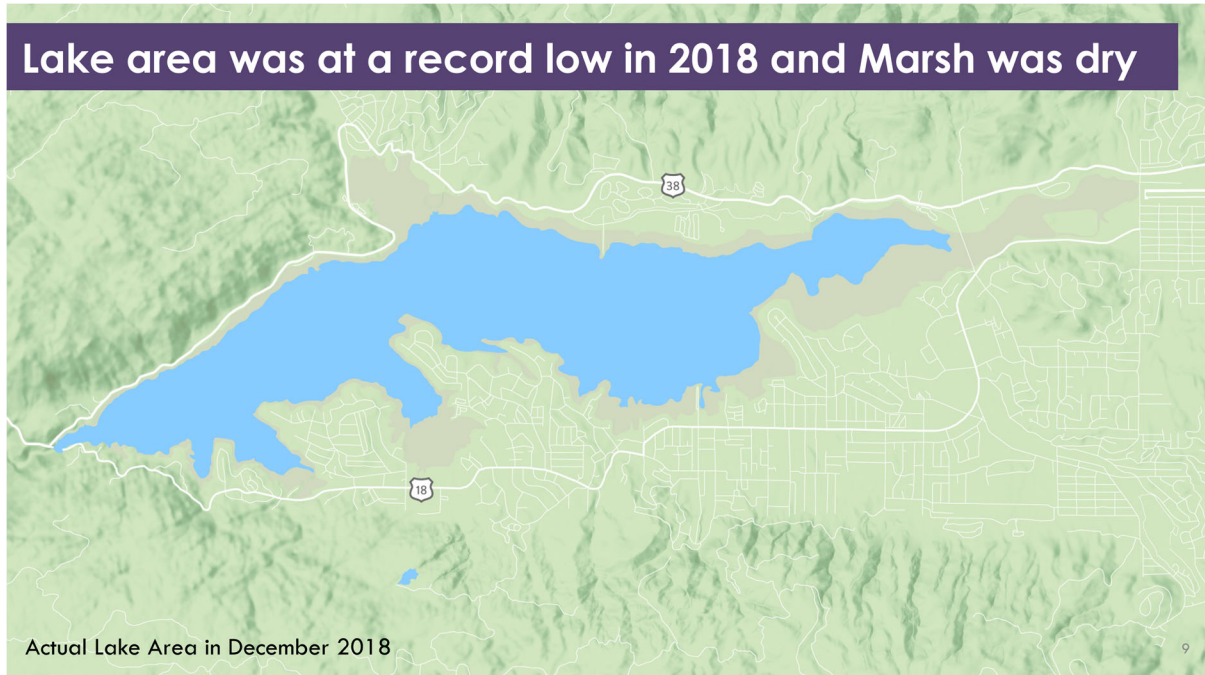 Lake area was at a record low in 2018 and Marsh was dry
38
18
Actual Lake Area in December 2018
9